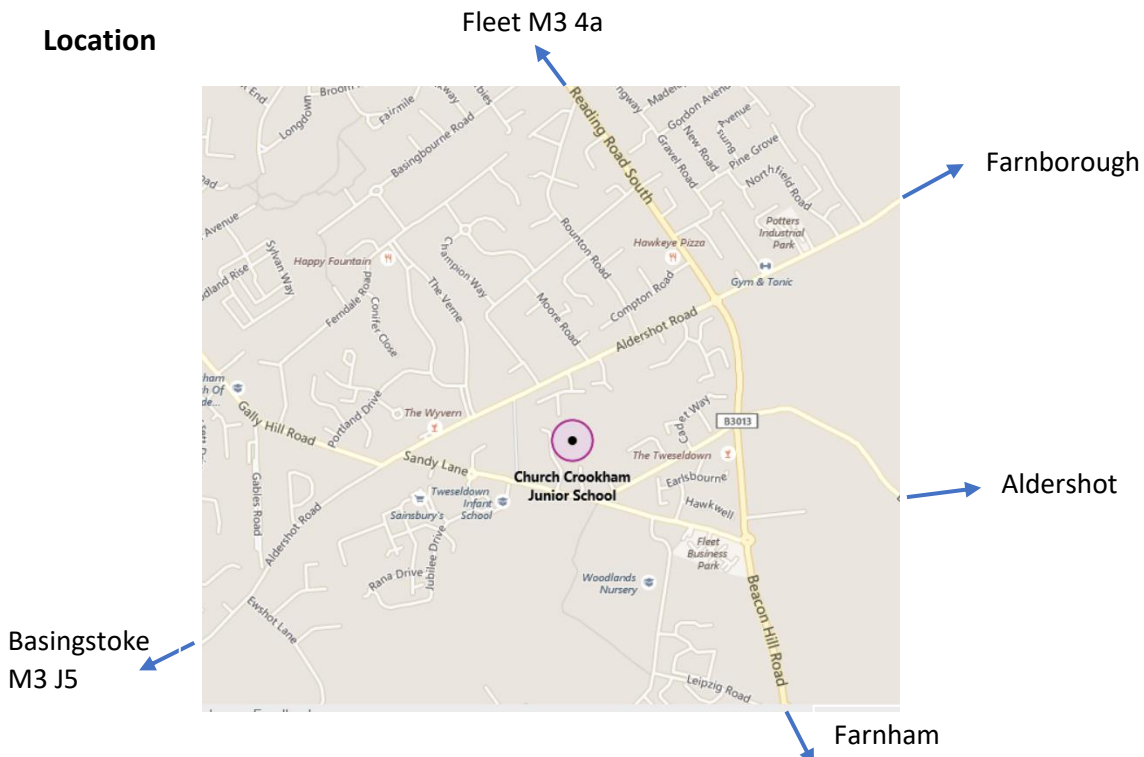 Location
Fleet M3 4a
Farnborough
Aldershot
Farnham
Basingstoke
M3 J5
Longdown
Fairmile
Basingbourne Road
Reading Road South
Gordon Avenue
New Road
Gravel Road
Pine Grove
Avenue
Northfield Road
Potters
Industrial
Park
Hawkeye Pizza
Gym & Tonic
Rounton Road
Compton Road
Champion Way
Moore Road
Happy Fountain
Avenue
Sylvan Way
Ferndale Road
Conifer Close
The Verne
Aldershot Road
Portland Drive
The Wyvern
Gally Hill Road
Sandy Lane
Gables Road
Aldershot Road
Church Crookham
Junior School
Tweseldown
Infant
School
Sainsbury's
Jubilee Drive
Rana Drive
Ewshot Lane
B3013
The Tweseldown
Earlsbourne
Hawkwell
Fleet
Business
Park
Woodlands
Nursery
Beacon Hill Road
Leipzig Road